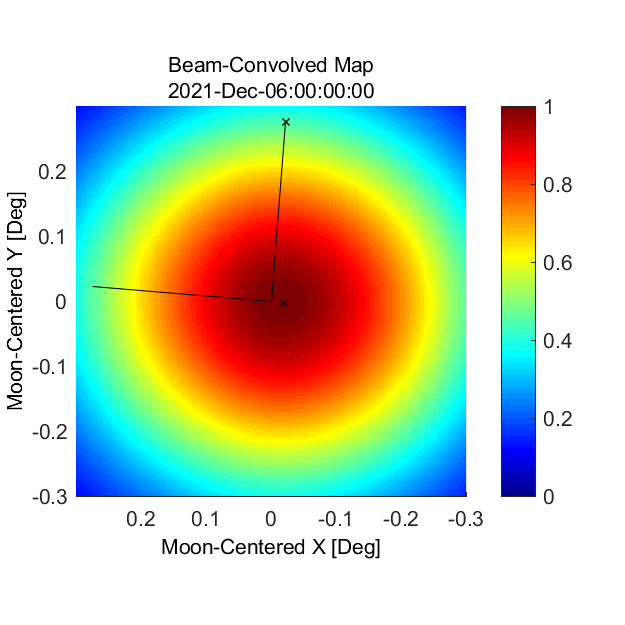 Beam-Convolved Map
2021-Dec-06:00:00:00
Moon-Centered Y [Deg]
0.2
0.1
0
-0.1
-0.2
-0.3
0.2 0.1 0 -0.1 -0.2 -0.3
Moon-Centered X [Deg]
1
0.8
0.6
0.4
0.2
0